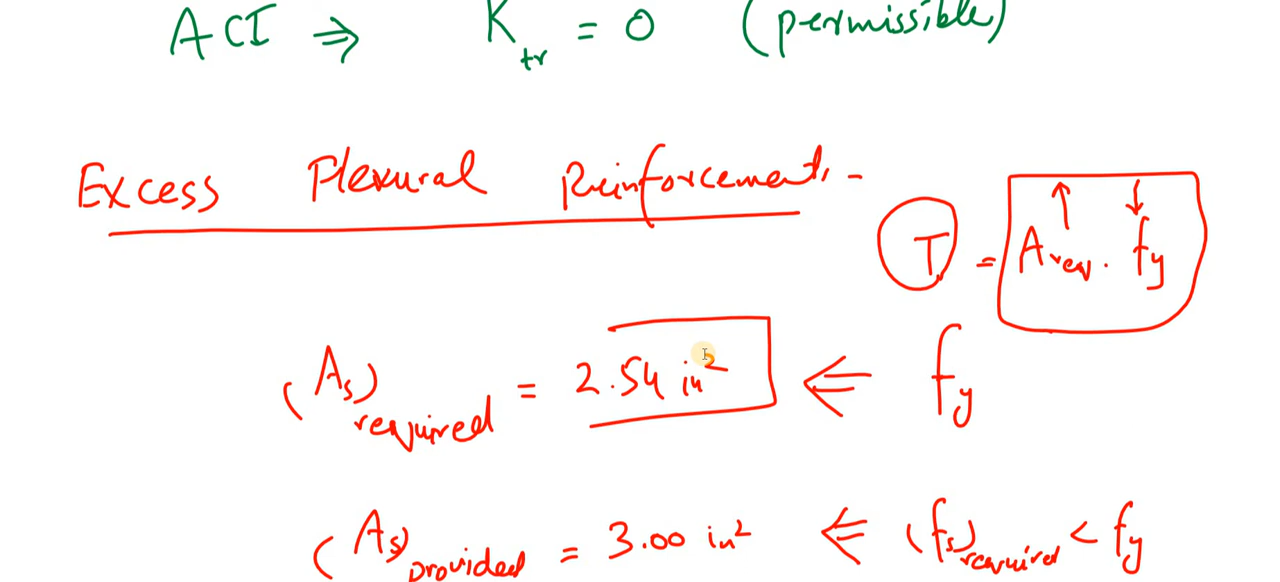 ACI ⇒ K_tr = 0 (permissible)
Excess Flexural Reinforcement. -
T = A_req. ↑ · f_y ↓
(A_s)_required = 2.54 in² ⇐ f_y
(A_s)_provided = 3.00 in² ⇐ (f_s)_required < f_y